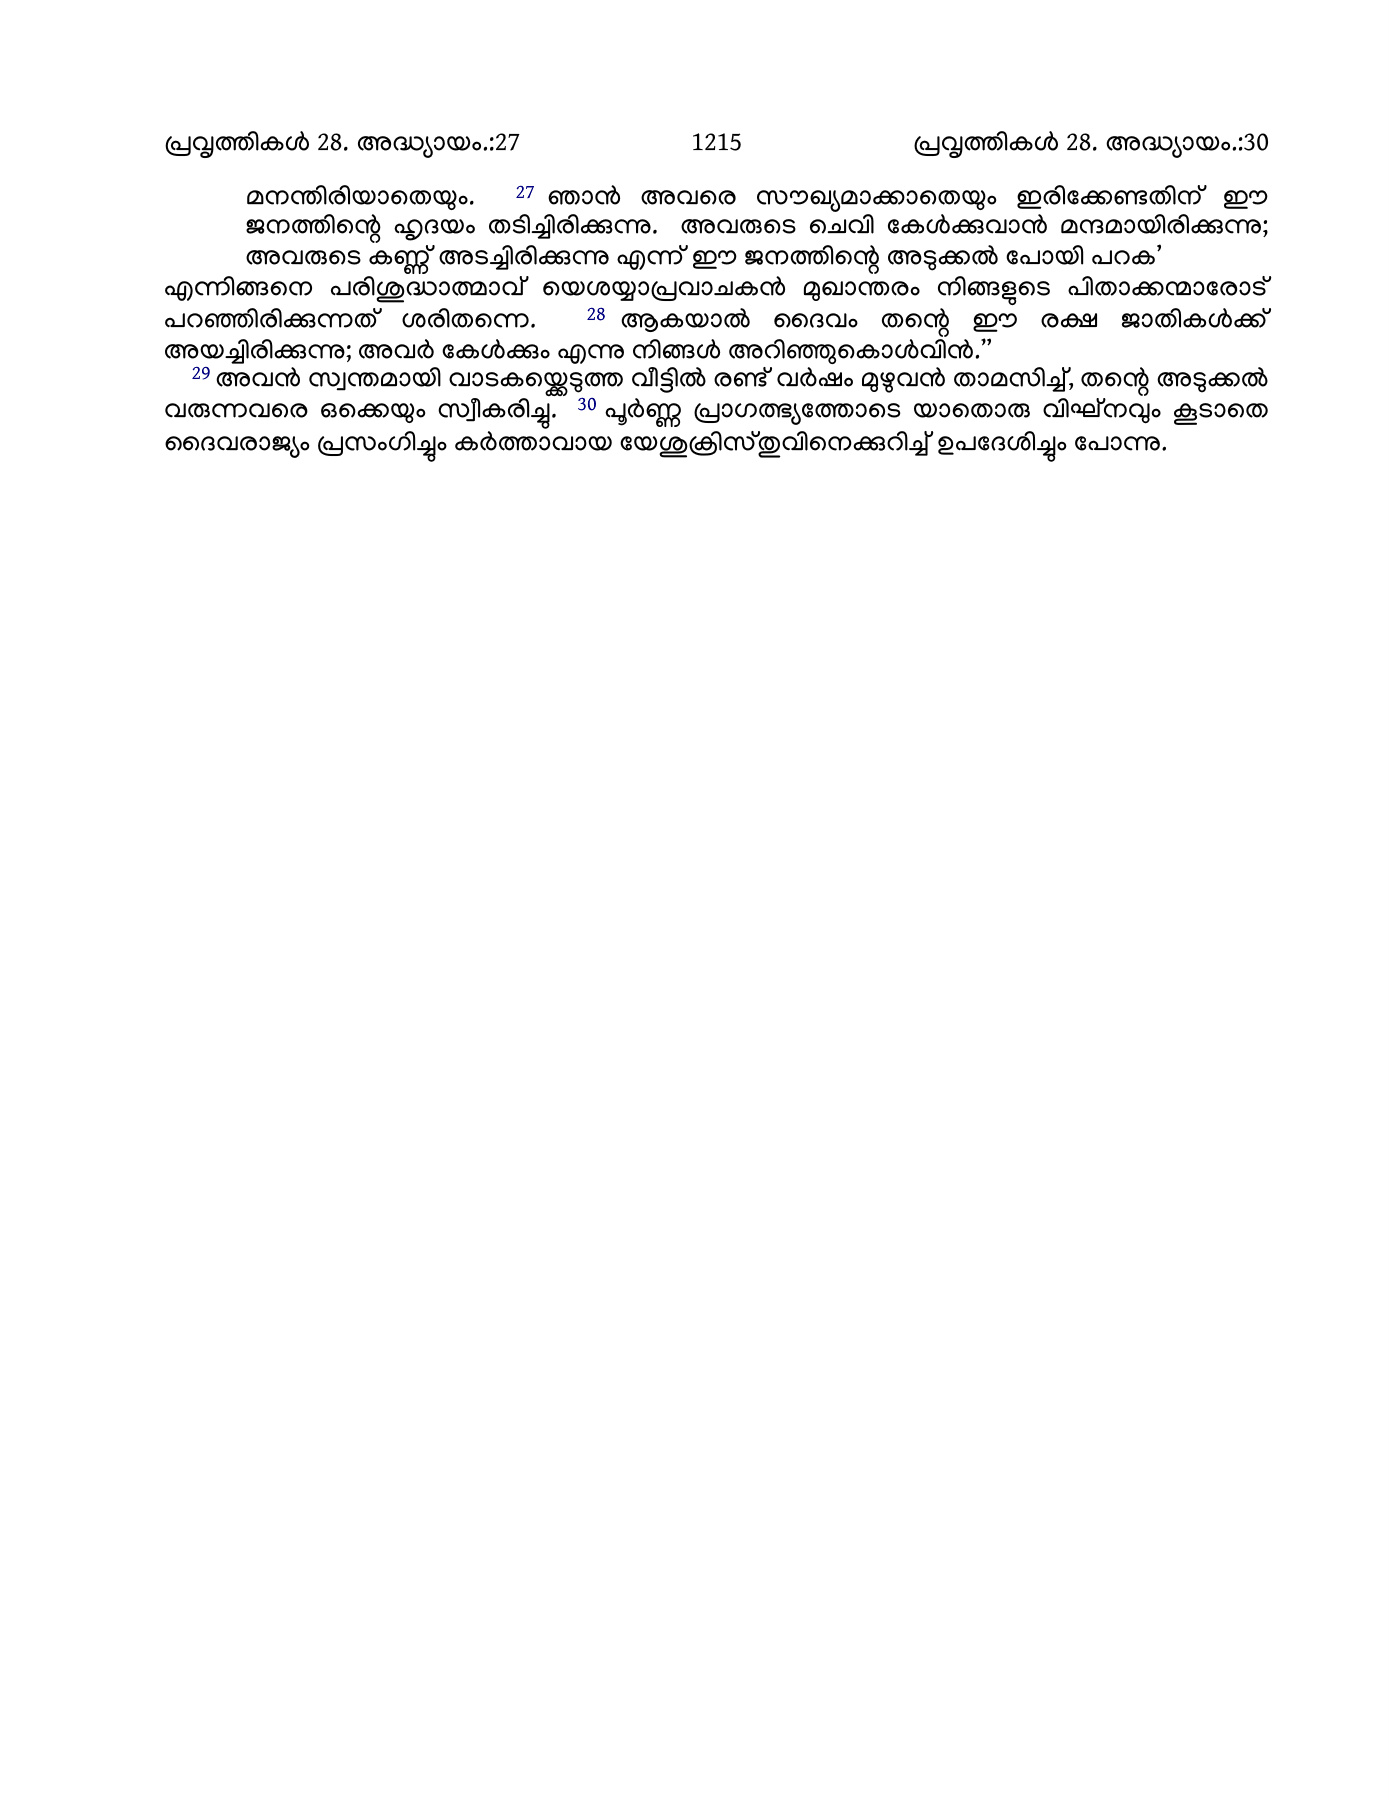 പ്രവൃത്തികൾ 28. അദ്ധ്യായം.:27 1215 പ്രവൃത്തികൾ 28. അദ്ധ്യായം.:30
മനന്തിരിയാതെയും. 27 ഞാൻ അവരെ സൗഖ്യമാക്കാതെയും ഇരിക്കേണ്ടതിന് ഈ
ജനത്തിന്റെ ഹൃദയം തടിച്ചിരിക്കുന്നു. അവരുടെ ചെവി കേൾക്കുവാൻ മന്ദമായിരിക്കുന്നു;
അവരുടെ കണ്ണ് അടച്ചിരിക്കുന്നു എന്ന് ഈ ജനത്തിന്റെ അടുക്കൽ പോയി പറക’
എന്നിങ്ങനെ പരിശുദ്ധാത്മാവ് യെശയ്യാപ്രവാചകൻ മുഖാന്തരം നിങ്ങളുടെ പിതാക്കന്മാരോട്
പറഞ്ഞിരിക്കുന്നത് ശരിതന്നെ. 28 ആകയാൽ ദൈവം തന്റെ ഈ രക്ഷ ജാതികൾക്ക്
അയച്ചിരിക്കുന്നു; അവർ കേൾക്കും എന്നു നിങ്ങൾ അറിഞ്ഞുകൊൾവിൻ.”
29 അവൻ സ്വന്തമായി വാടകയ്ക്കെടുത്ത വീട്ടിൽ രണ്ട് വർഷം മുഴുവൻ താമസിച്ച്, തന്റെ അടുക്കൽ
വരുന്നവരെ ഒക്കെയും സ്വീകരിച്ചു. 30 പൂർണ്ണ പ്രാഗത്ഭ്യത്തോടെ യാതൊരു വിഘ്നവും കൂടാതെ
ദൈവരാജ്യം പ്രസംഗിച്ചും കർത്താവായ യേശുക്രിസ്തുവിനെക്കുറിച്ച് ഉപദേശിച്ചും പോന്നു.